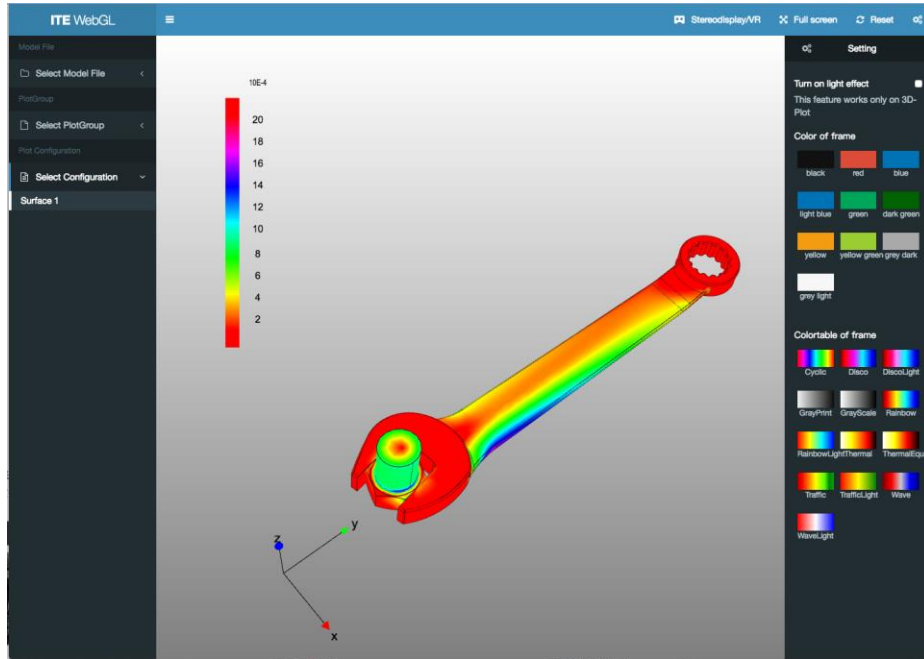 ITE WebGL
Stereodisplay/VR Full screen Reset
Model File
Select Model File
PlotGroup
Select PlotGroup
Plot Configuration
Select Configuration
Surface 1
10E-4
20
18
16
14
12
10
8
6
4
2
z
y
x
Setting
Turn on light effect
This feature works only on 3D-
Plot
Color of frame
black red blue
light blue green dark green
yellow yellow green grey dark
grey light
Colortable of frame
Cyclic Disco DiscoLight
GrayPrint GrayScale Rainbow
RainbowLight Thermal ThermalEqu
Traffic TrafficLight Wave
WaveLight